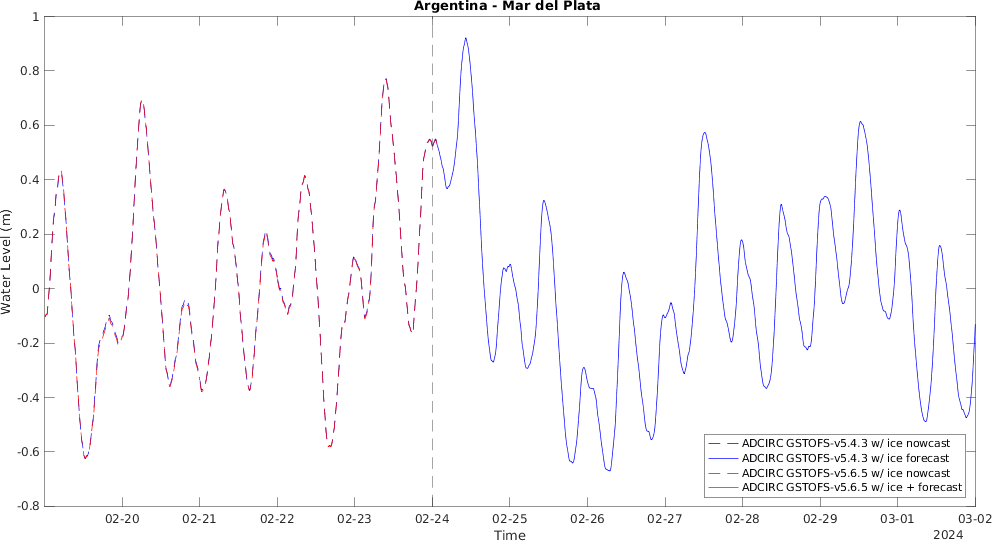 Argentina - Mar del Plata
Water Level (m)
1
0.8
0.6
0.4
0.2
0
-0.2
-0.4
-0.6
-0.8
ADCIRC GSTOFS-v5.4.3 w/ ice nowcast
ADCIRC GSTOFS-v5.4.3 w/ ice forecast
ADCIRC GSTOFS-v5.6.5 w/ ice nowcast
ADCIRC GSTOFS-v5.6.5 w/ ice + forecast
02-20 02-21 02-22 02-23 02-24 02-25 02-26 02-27 02-28 02-29 03-01 03-02
Time
2024